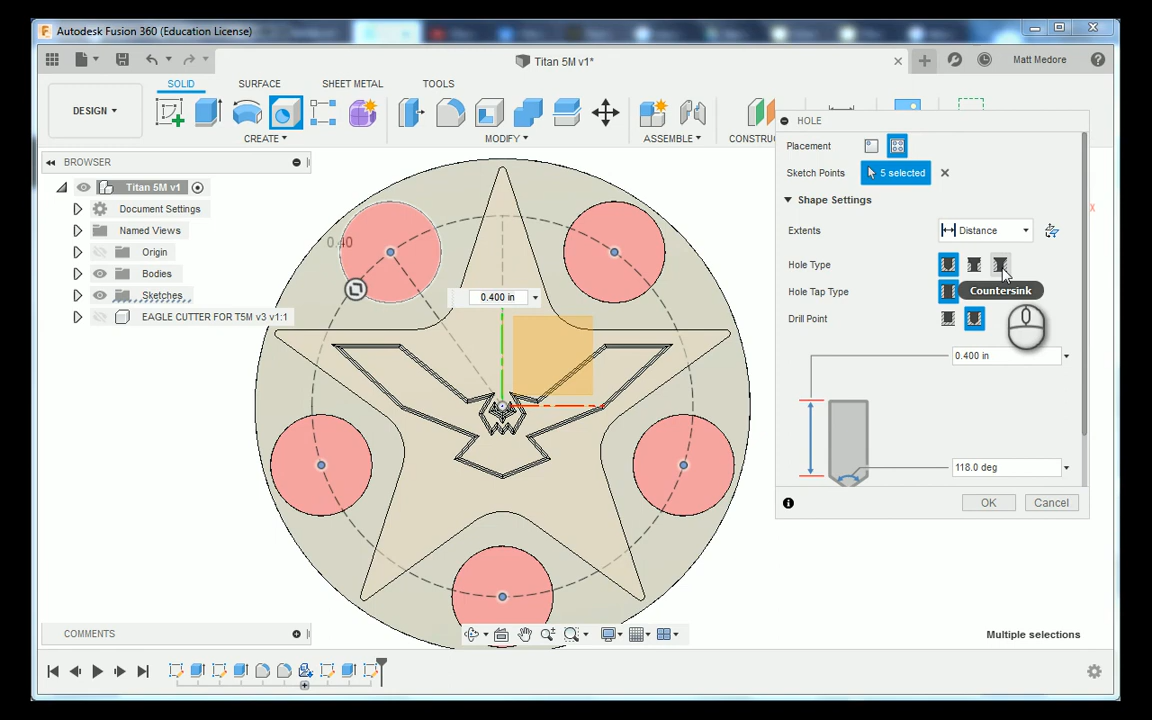 Autodesk Fusion 360 (Education License)
Titan 5M v1*
Matt Medore
SOLID SURFACE SHEET METAL TOOLS
DESIGN
CREATE MODIFY ASSEMBLE CONSTRU
BROWSER
Titan 5M v1
Document Settings
Named Views
Origin
Bodies
Sketches
EAGLE CUTTER FOR T5M v3 v1:1
0.40
0.400 in
HOLE
Placement
Sketch Points 5 selected
Shape Settings
Extents Distance
Hole Type
Countersink
Hole Tap Type
Drill Point
0.400 in
118.0 deg
OK Cancel
COMMENTS
Multiple selections